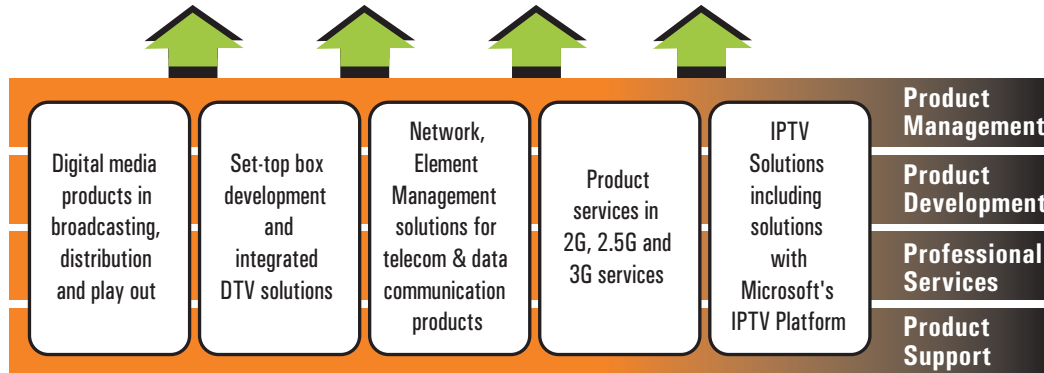 Digital media
products in
broadcasting,
distribution
and play out
Set-top box
development
and
integrated
DTV solutions
Network,
Element
Management
solutions for
telecom & data
communication
products
Product
services in
2G, 2.5G and
3G services
IPTV
Solutions
including
solutions
with
Microsoft's
IPTV Platform
Product
Management
Product
Development
Professional
Services
Product
Support